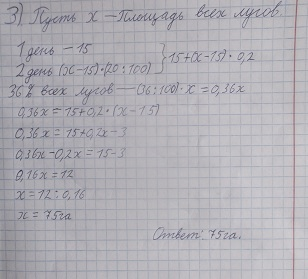 3) Пусть x – Площадь всех лугов.
1 день – 15
2 день (x-15)·(20:100) } 15+(x-15)·0,2
36% всех лугов — (36:100)·x = 0,36x
0,36x = 15+0,2·(x-15)
0,36x = 15+0,2x-3
0,36x-0,2x = 15-3
0,16x = 12
x = 12:0,16
x = 75га
Ответ: 75га.